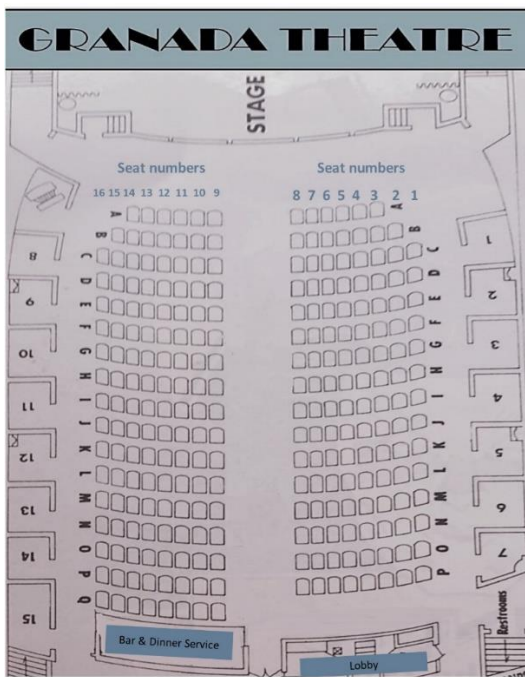 GRANADA THEATRE
STAGE
Seat numbers
Seat numbers
16 15 14 13 12 11 10 9
8 7 6 5 4 3 2 1
A
A
B
B
C
C
D
D
E
E
F
F
G
G
H
H
I
I
J
J
K
K
L
L
M
M
N
N
O
O
P
P
Q
8
9
10
11
12
13
14
15
1
2
3
4
5
6
7
Restrooms
Bar & Dinner Service
Lobby